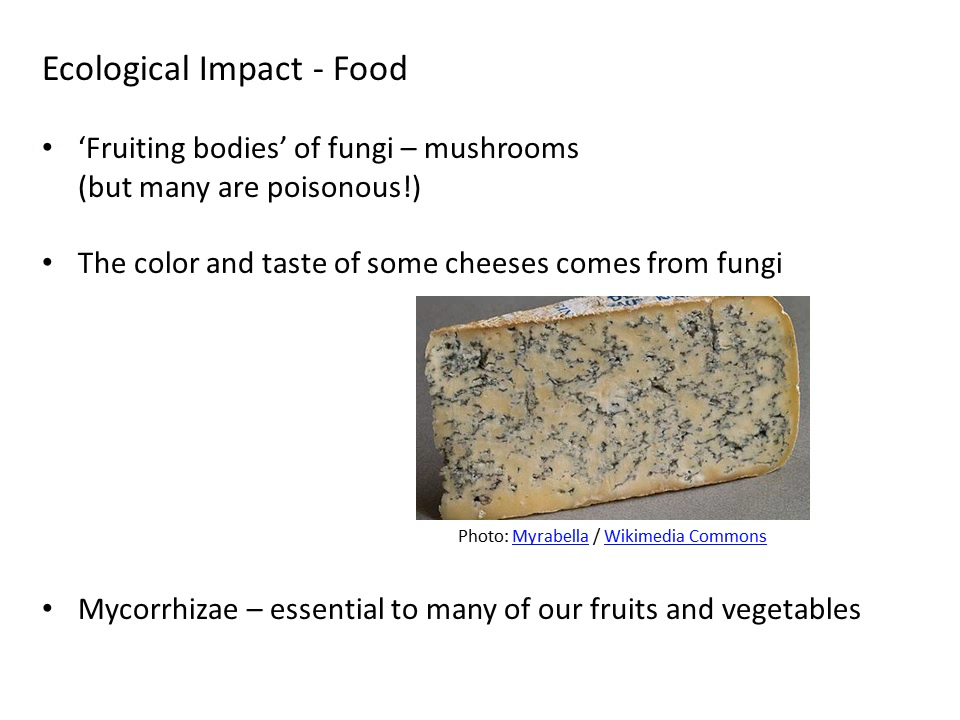 Ecological Impact - Food
• ‘Fruiting bodies’ of fungi – mushrooms
(but many are poisonous!)
• The color and taste of some cheeses comes from fungi
Photo: Myrabella / Wikimedia Commons
• Mycorrhizae – essential to many of our fruits and vegetables